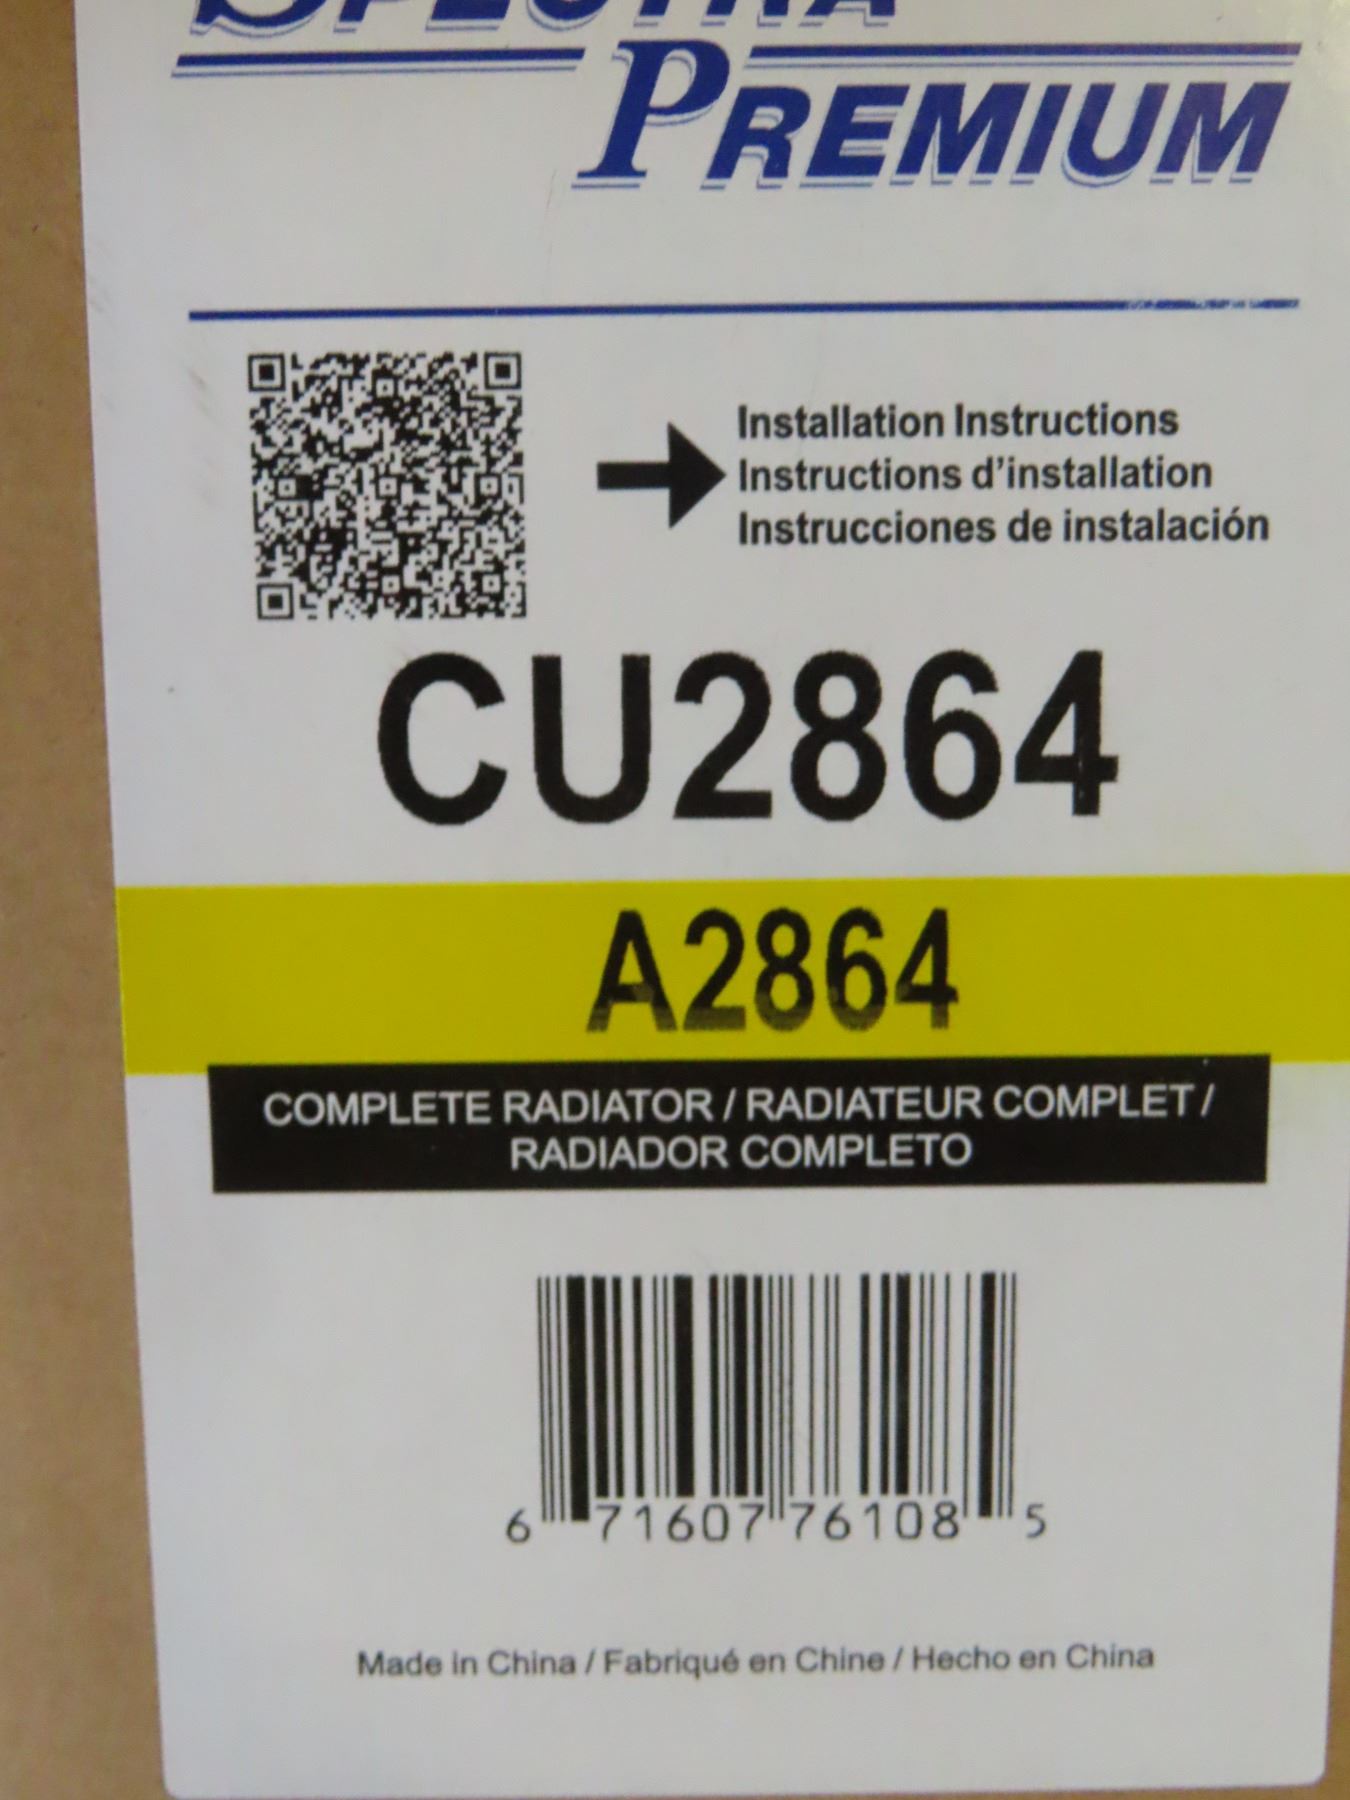 SPECTRA
PREMIUM
Installation Instructions
Instructions d'installation
Instrucciones de instalación
CU2864
A2864
COMPLETE RADIATOR / RADIATEUR COMPLET /
RADIADOR COMPLETO
6 71607 76108 5
Made in China / Fabriqué en Chine / Hecho en China